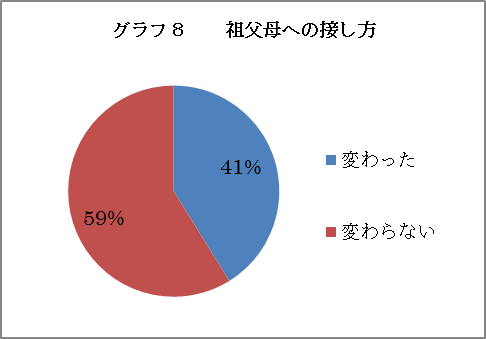 グラフ８　　祖父母への接し方
41%
変わった
59%
変わらない